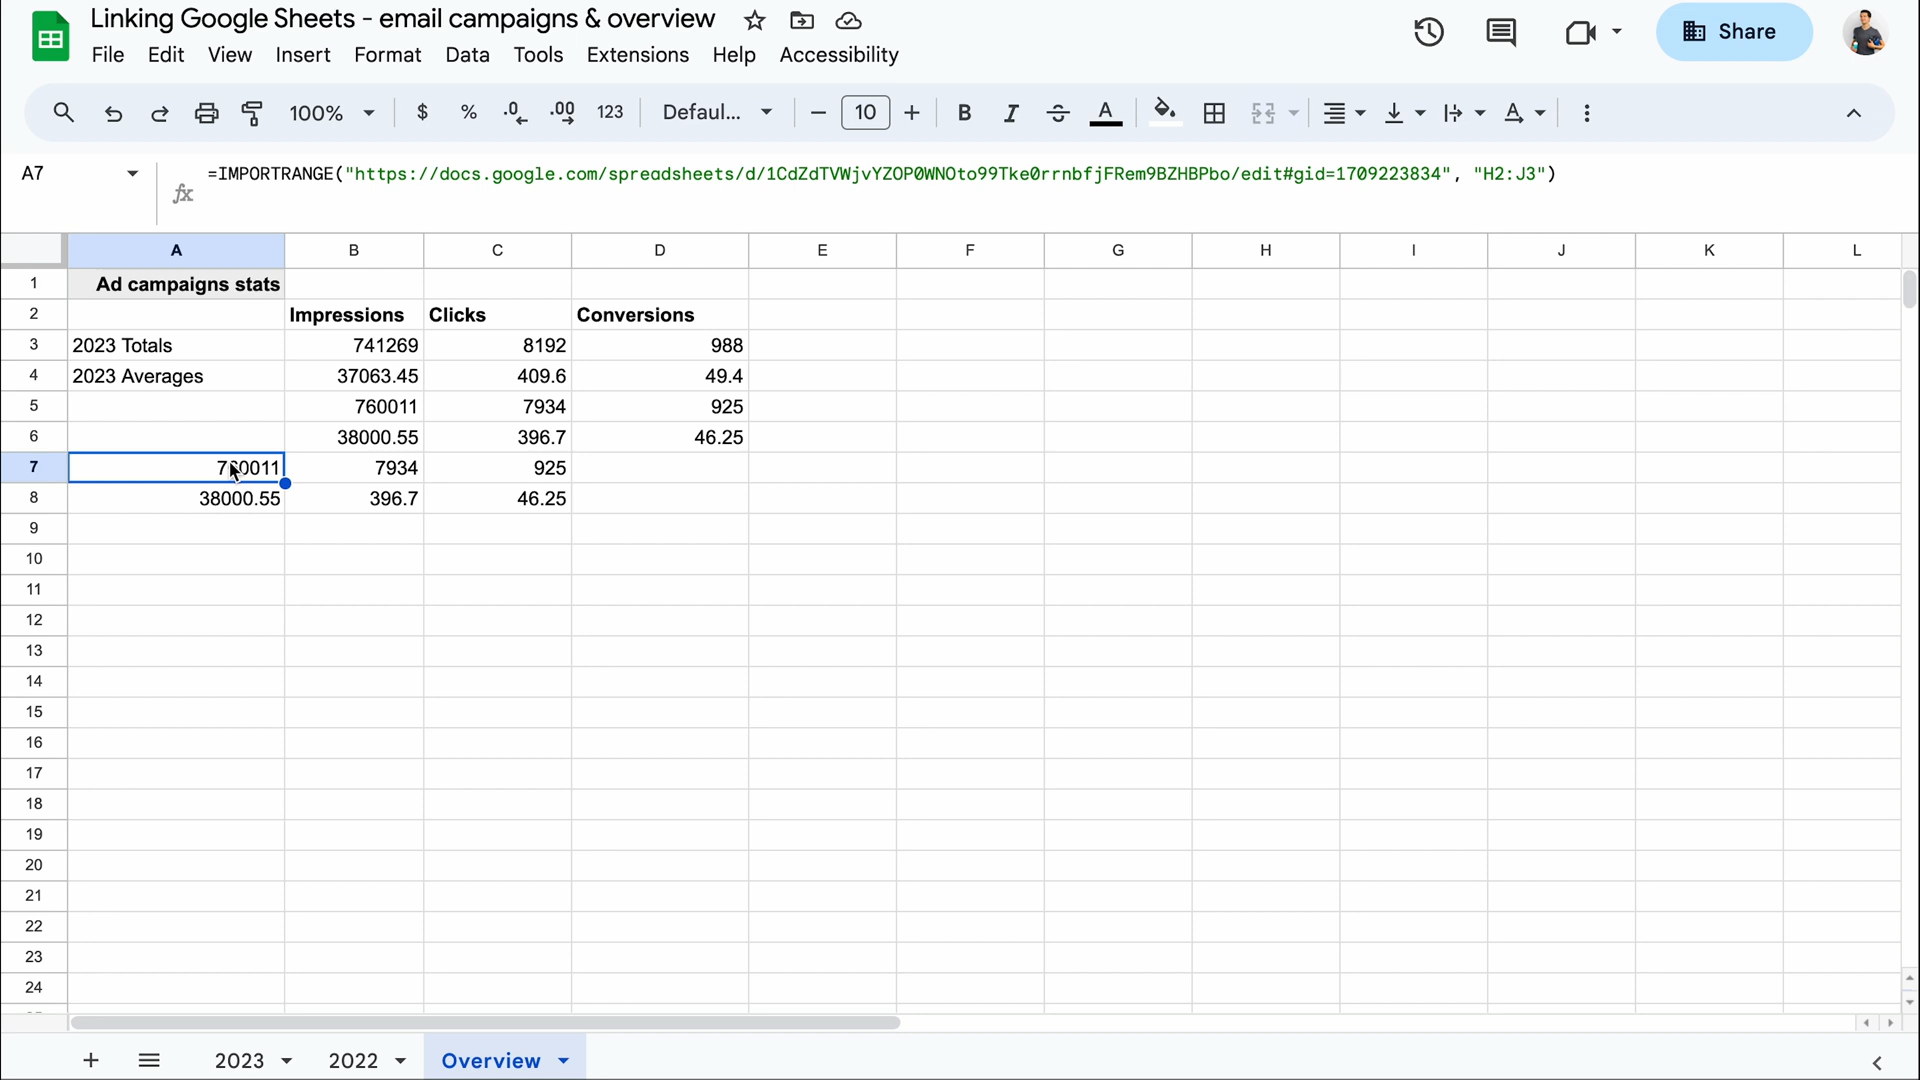 Linking Google Sheets - email campaigns & overview
File Edit View Insert Format Data Tools Extensions Help Accessibility
Share
100% $ % .0 .00 123 Defaul... 10 B I S A A
A7
=IMPORTRANGE("https://docs.google.com/spreadsheets/d/1CdZdTVWjvYZOP0WNOto99Tke0rrnbfjFRem9BZHBPbo/edit#gid=1709223834", "H2:J3")
fx
A B C D E F G H I J K L
1 Ad campaigns stats
2 Impressions Clicks Conversions
3 2023 Totals 741269 8192 988
4 2023 Averages 37063.45 409.6 49.4
5 760011 7934 925
6 38000.55 396.7 46.25
7 760011 7934 925
8 38000.55 396.7 46.25
9
10
11
12
13
14
15
16
17
18
19
20
21
22
23
24
2023 2022 Overview